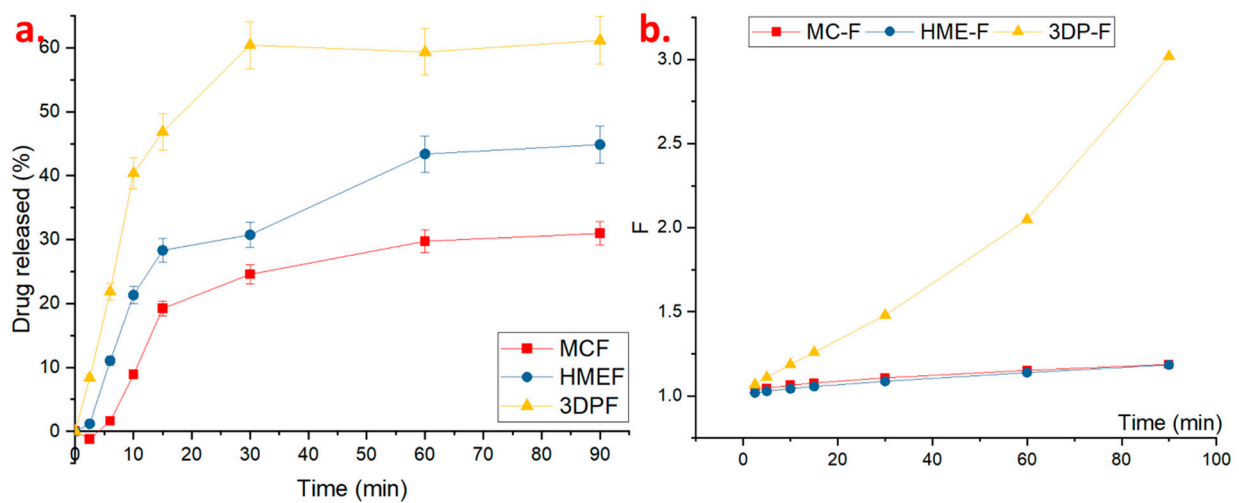 a.
Drug released (%)
60
50
40
30
20
10
0
0 10 20 30 40 50 60 70 80 90
Time (min)
MCF
HMEF
3DPF
b.
MC-F HME-F 3DP-F
F
3.0
2.5
2.0
1.5
1.0
Time (min)
0 20 40 60 80 100